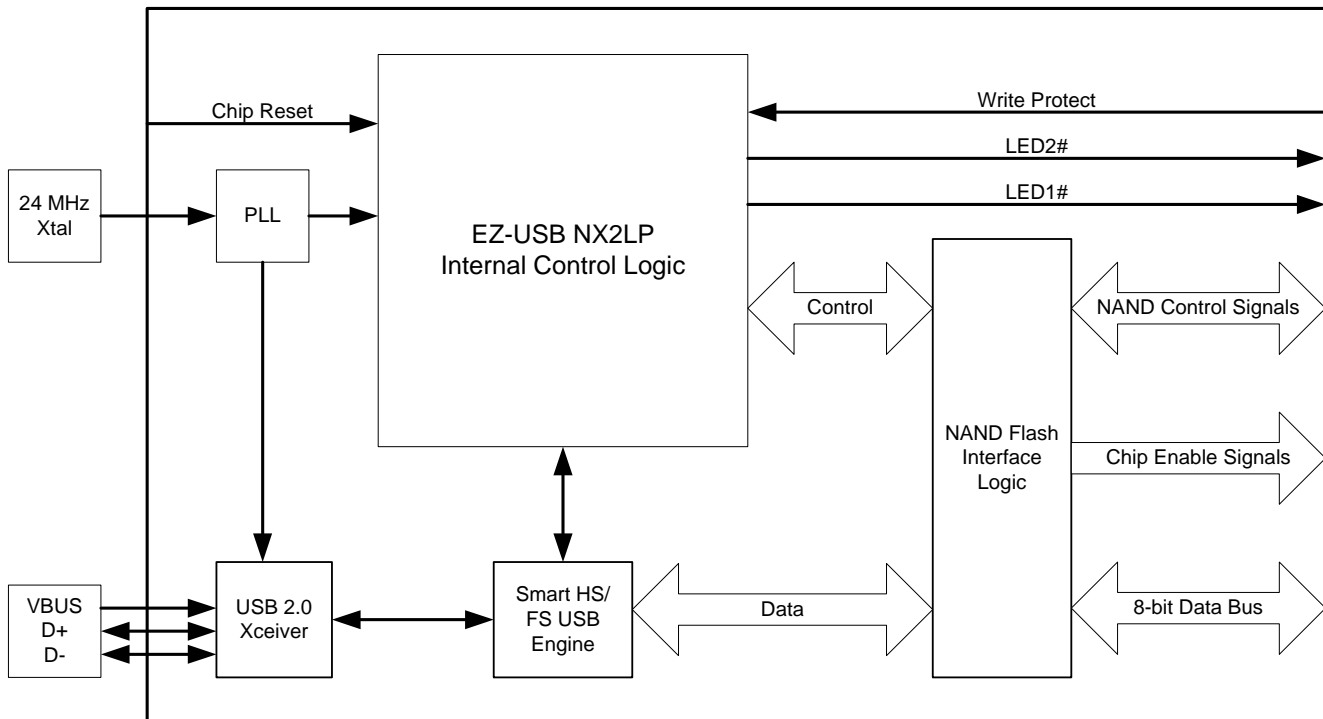 Chip Reset
Write Protect
LED2#
LED1#
24 MHz
Xtal
PLL
EZ-USB NX2LP
Internal Control Logic
Control
NAND Control Signals
NAND Flash
Interface
Logic
Chip Enable Signals
VBUS
D+
D-
USB 2.0
Xceiver
Smart HS/
FS USB
Engine
Data
8-bit Data Bus